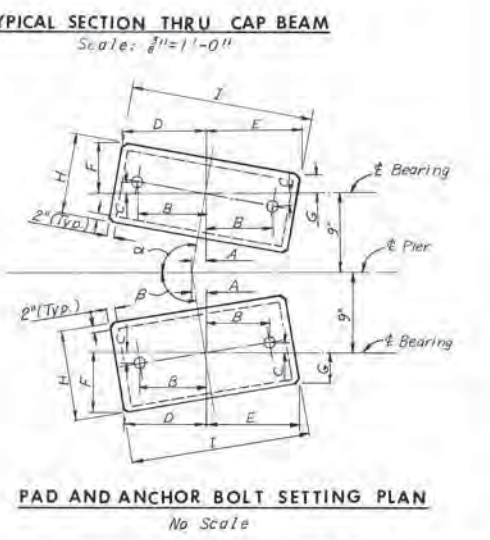 YPICAL SECTION THRU CAP BEAM
Scale: 3/8"=1'-0"
I
D E
H F C G
℄ Bearing
B B
2"(Typ.) C
9"
α A
℄ Pier
β A
2"(Typ.) B
9"
C
℄ Bearing
H F B C G
D E
I
PAD AND ANCHOR BOLT SETTING PLAN
No Scale